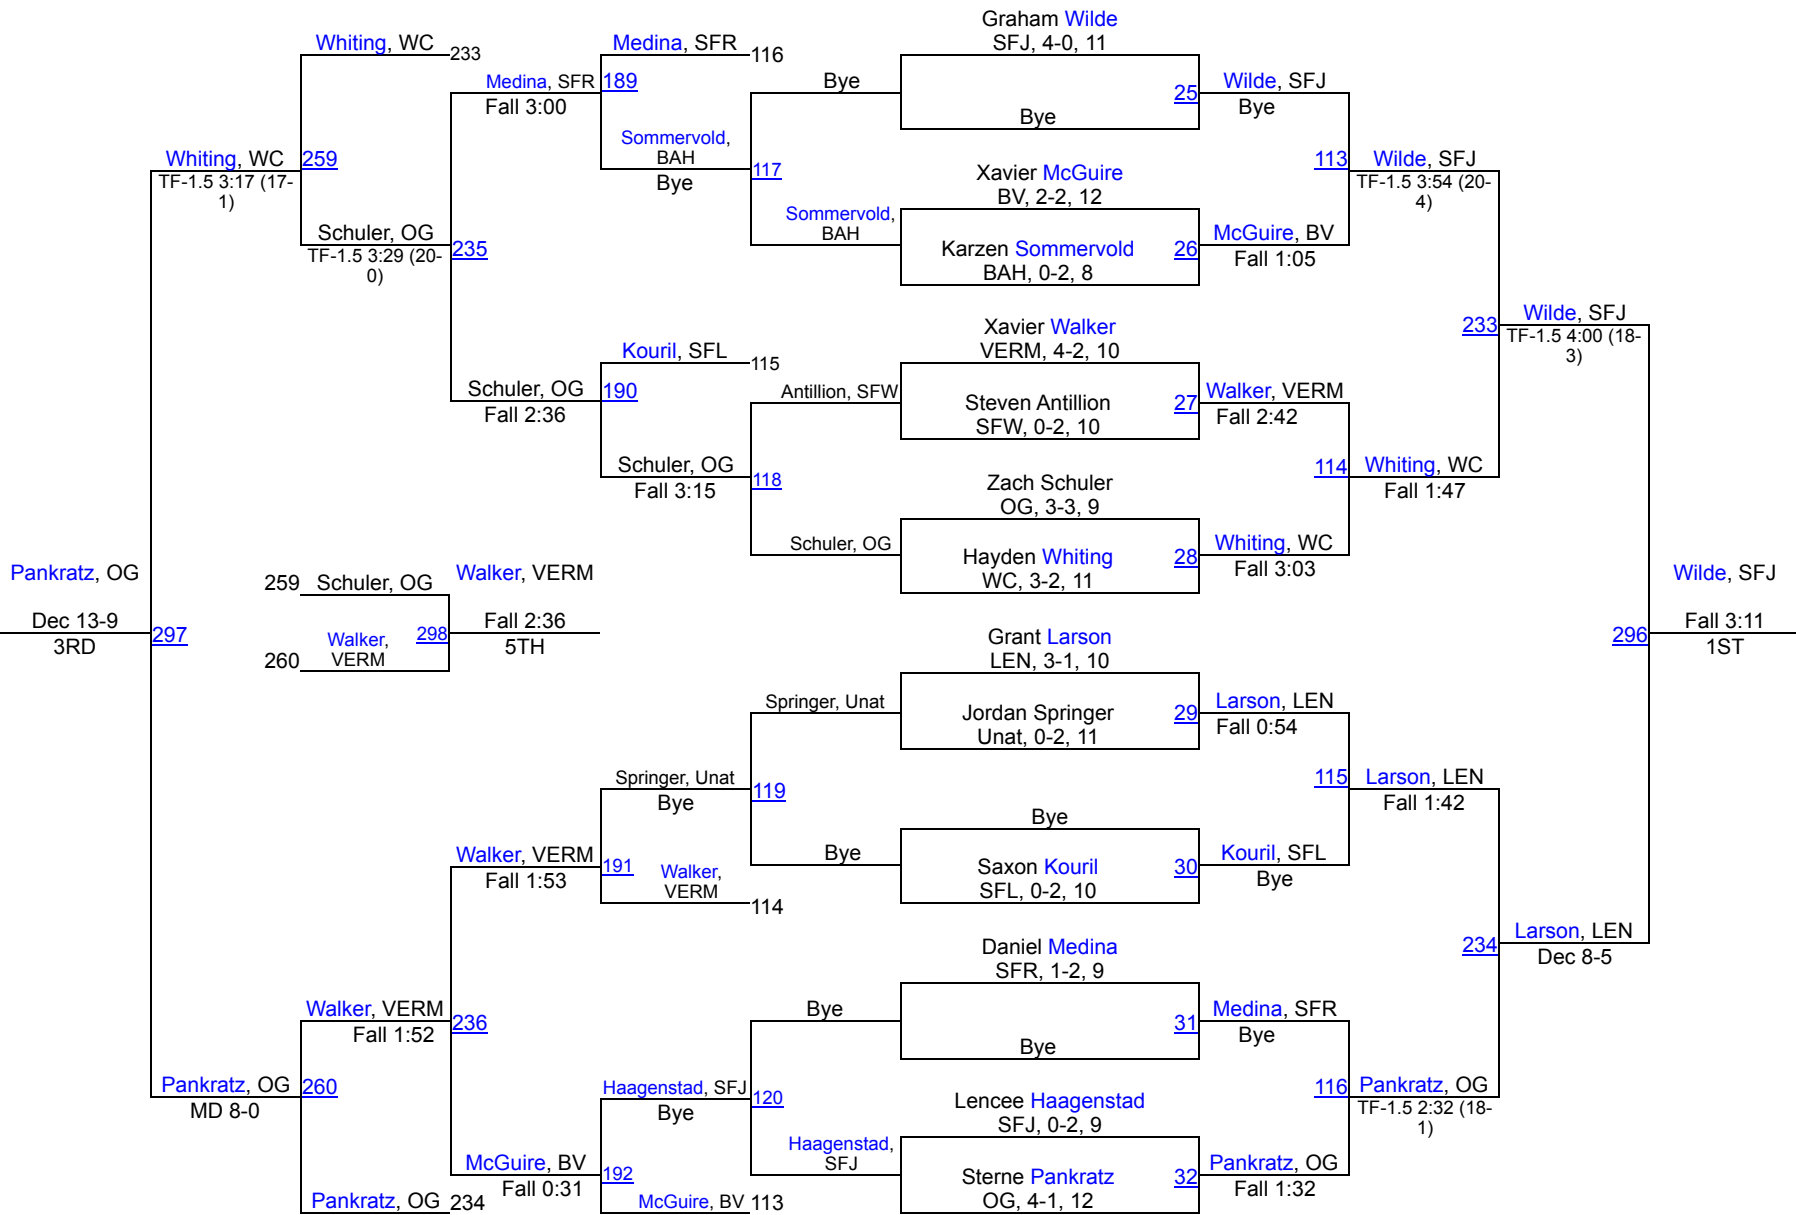 Whiting, WC
233
Medina, SFR
Fall 3:00
Whiting, WC
TF-1.5 3:17 (17-
1)
259
Schuler, OG
TF-1.5 3:29 (20-
0)
235
Schuler, OG
Fall 2:36
Medina, SFR
116
189
Sommervold,
BAH
Bye
Bye
117
Sommervold,
BAH
Kouril, SFL
115
190
Antillion, SFW
Schuler, OG
Fall 3:15
118
Schuler, OG
Graham Wilde
SFJ, 4-0, 11
25
Bye
Wilde, SFJ
Bye
Xavier McGuire
BV, 2-2, 12
Karzen Sommervold
BAH, 0-2, 8
26
McGuire, BV
Fall 1:05
113
Wilde, SFJ
TF-1.5 3:54 (20-
4)
Xavier Walker
VERM, 4-2, 10
Steven Antillion
SFW, 0-2, 10
27
Walker, VERM
Fall 2:42
Zach Schuler
OG, 3-3, 9
Hayden Whiting
WC, 3-2, 11
28
Whiting, WC
Fall 3:03
114
Whiting, WC
Fall 1:47
233
Wilde, SFJ
TF-1.5 4:00 (18-
3)
Pankratz, OG
Dec 13-9
3RD
297
259
Schuler, OG
260
Walker,
VERM
298
Walker, VERM
Fall 2:36
5TH
Wilde, SFJ
Fall 3:11
1ST
296
Grant Larson
LEN, 3-1, 10
Springer, Unat
Jordan Springer
Unat, 0-2, 11
29
Larson, LEN
Fall 0:54
Springer, Unat
Bye
119
Bye
Bye
Saxon Kouril
SFL, 0-2, 10
30
Kouril, SFL
Bye
115
Larson, LEN
Fall 1:42
Walker, VERM
Fall 1:53
191
Walker,
VERM
114
Daniel Medina
SFR, 1-2, 9
Bye
Bye
31
Medina, SFR
Bye
234
Larson, LEN
Dec 8-5
Walker, VERM
Fall 1:52
236
Pankratz, OG
MD 8-0
260
Haagenstad, SFJ
Bye
120
Haagenstad,
SFJ
Lencee Haagenstad
SFJ, 0-2, 9
Sterne Pankratz
OG, 4-1, 12
32
Pankratz, OG
Fall 1:32
116
Pankratz, OG
TF-1.5 2:32 (18-
1)
McGuire, BV
Fall 0:31
192
McGuire, BV
113
Pankratz, OG
234